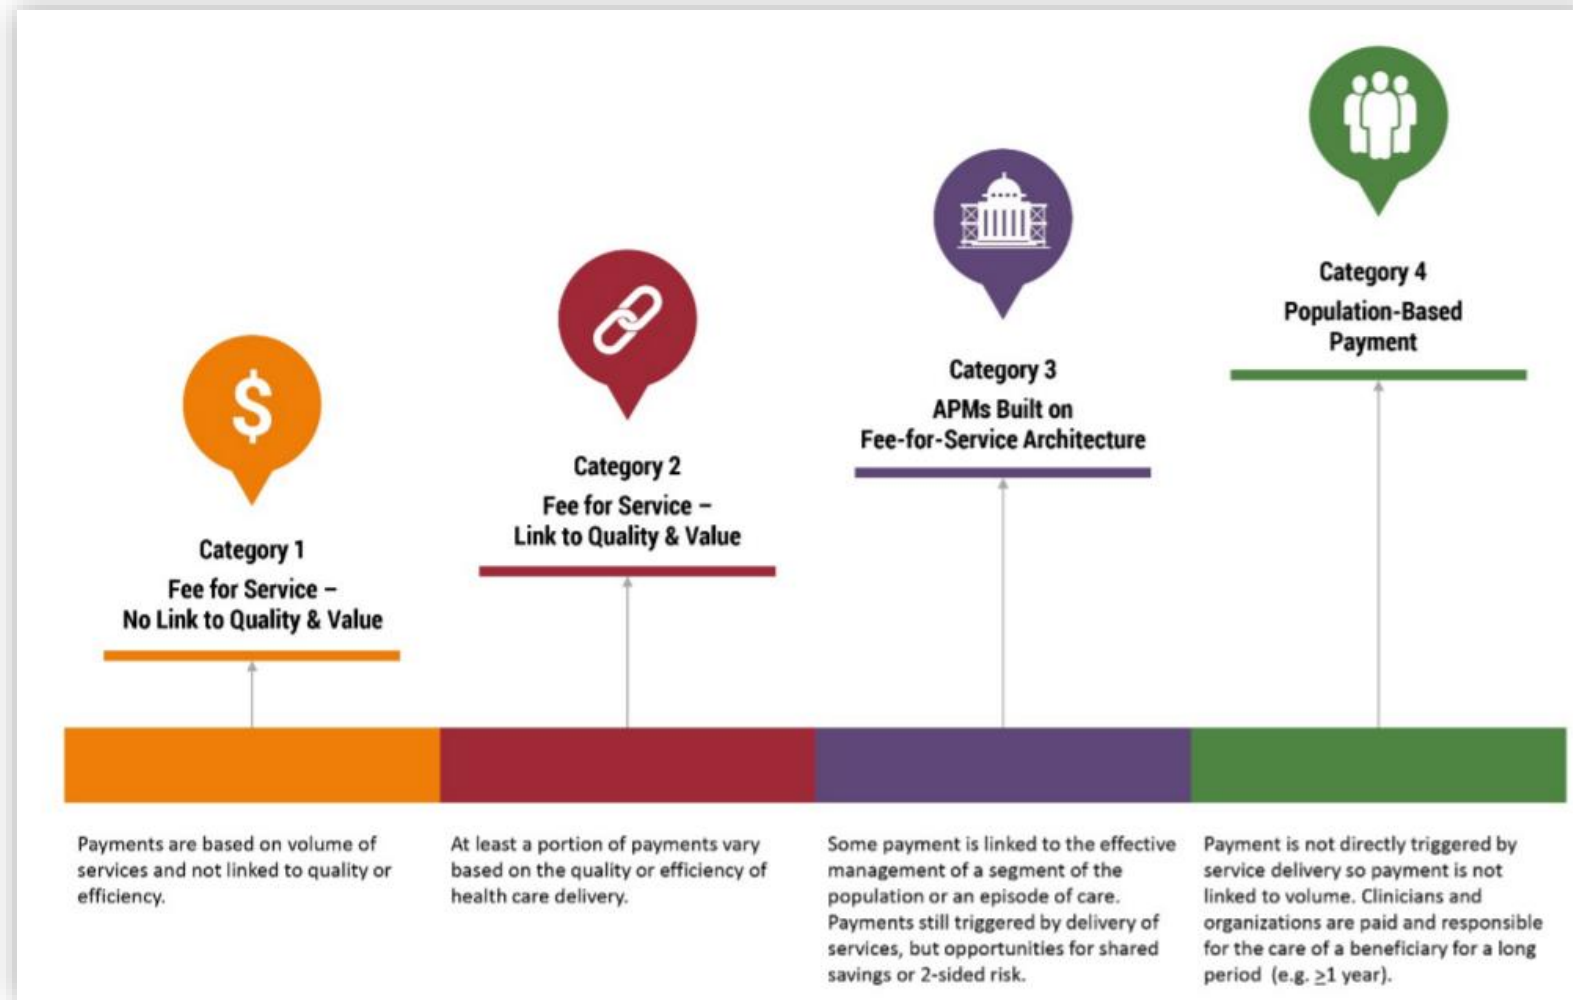 $
Category 1
Fee for Service –
No Link to Quality & Value
Category 2
Fee for Service –
Link to Quality & Value
Category 3
APMs Built on
Fee-for-Service Architecture
Category 4
Population-Based
Payment
Payments are based on volume of
services and not linked to quality or
efficiency.
At least a portion of payments vary
based on the quality or efficiency of
health care delivery.
Some payment is linked to the effective
management of a segment of the
population or an episode of care.
Payments still triggered by delivery of
services, but opportunities for shared
savings or 2-sided risk.
Payment is not directly triggered by
service delivery so payment is not
linked to volume. Clinicians and
organizations are paid and responsible
for the care of a beneficiary for a long
period (e.g. ≥1 year).